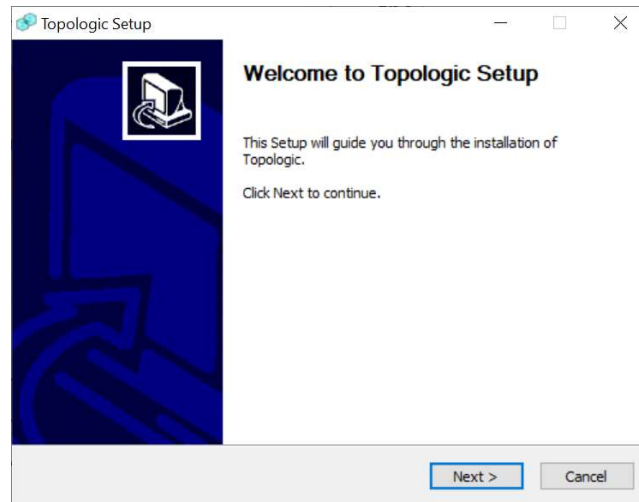 Topologic Setup
Welcome to Topologic Setup
This Setup will guide you through the installation of
Topologic.
Click Next to continue.
Next >
Cancel